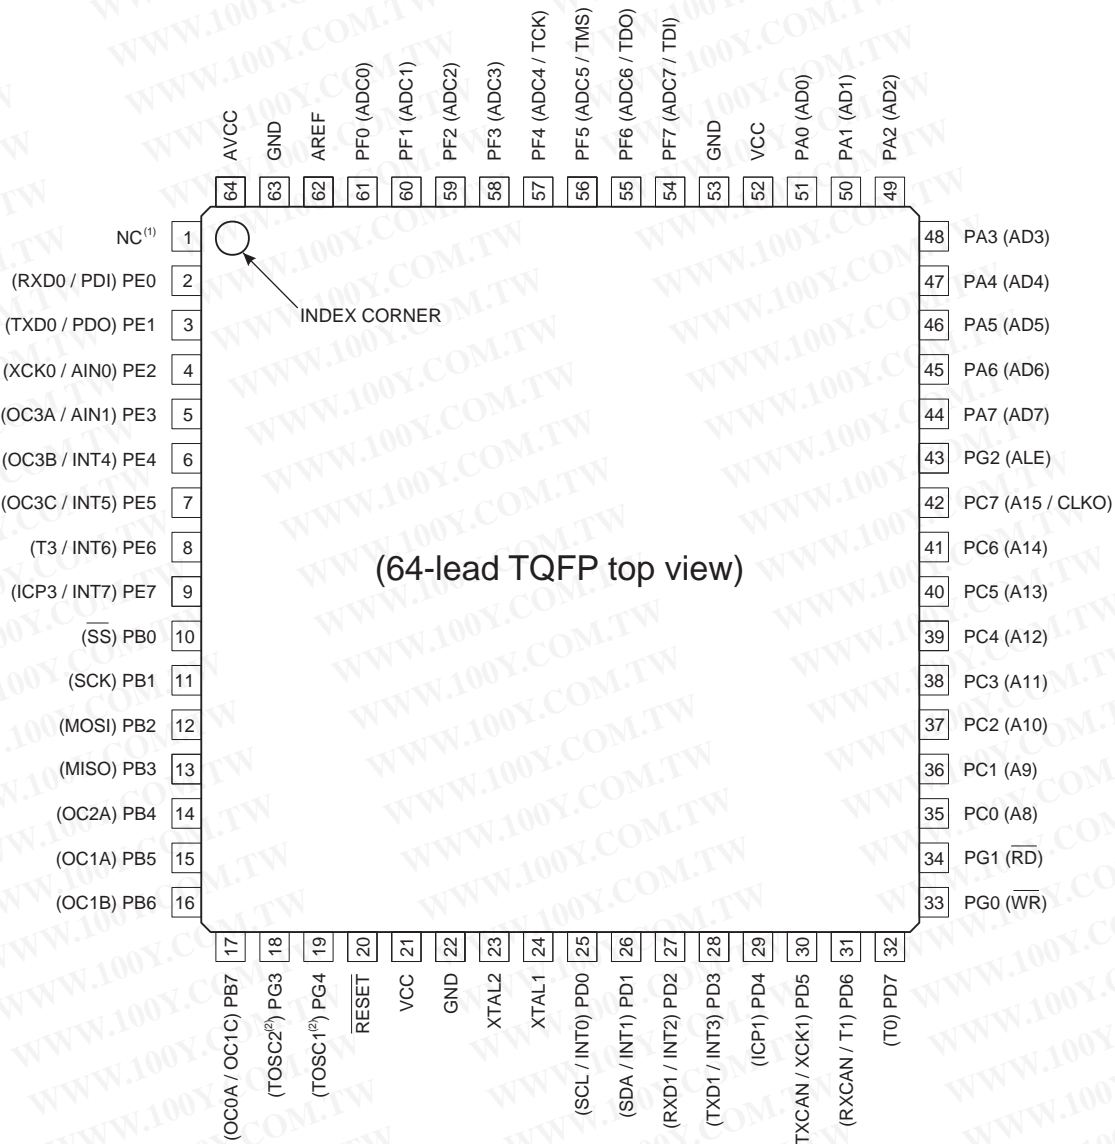 AVCC
GND
AREF
PF0 (ADC0)
PF1 (ADC1)
PF2 (ADC2)
PF3 (ADC3)
PF4 (ADC4 / TCK)
PF5 (ADC5 / TMS)
PF6 (ADC6 / TDO)
PF7 (ADC7 / TDI)
GND
VCC
PA0 (AD0)
PA1 (AD1)
PA2 (AD2)
64
63
62
61
60
59
58
57
56
55
54
53
52
51
50
49
NC(1) 1
(RXD0 / PDI) PE0 2
(TXD0 / PDO) PE1 3
(XCK0 / AIN0) PE2 4
(OC3A / AIN1) PE3 5
(OC3B / INT4) PE4 6
(OC3C / INT5) PE5 7
(T3 / INT6) PE6 8
(ICP3 / INT7) PE7 9
(SS) PB0 10
(SCK) PB1 11
(MOSI) PB2 12
(MISO) PB3 13
(OC2A) PB4 14
(OC1A) PB5 15
(OC1B) PB6 16
INDEX CORNER
(64-lead TQFP top view)
48 PA3 (AD3)
47 PA4 (AD4)
46 PA5 (AD5)
45 PA6 (AD6)
44 PA7 (AD7)
43 PG2 (ALE)
42 PC7 (A15 / CLKO)
41 PC6 (A14)
40 PC5 (A13)
39 PC4 (A12)
38 PC3 (A11)
37 PC2 (A10)
36 PC1 (A9)
35 PC0 (A8)
34 PG1 (RD)
33 PG0 (WR)
17
18
19
20
21
22
23
24
25
26
27
28
29
30
31
32
(OC0A / OC1C) PB7
(TOSC2(2)) PG3
(TOSC1(2)) PG4
RESET
VCC
GND
XTAL2
XTAL1
(SCL / INT0) PD0
(SDA / INT1) PD1
(RXD1 / INT2) PD2
(TXD1 / INT3) PD3
(ICP1) PD4
TXCAN / XCK1) PD5
(RXCAN / T1) PD6
(T0) PD7
WWW.100Y.COM.TW